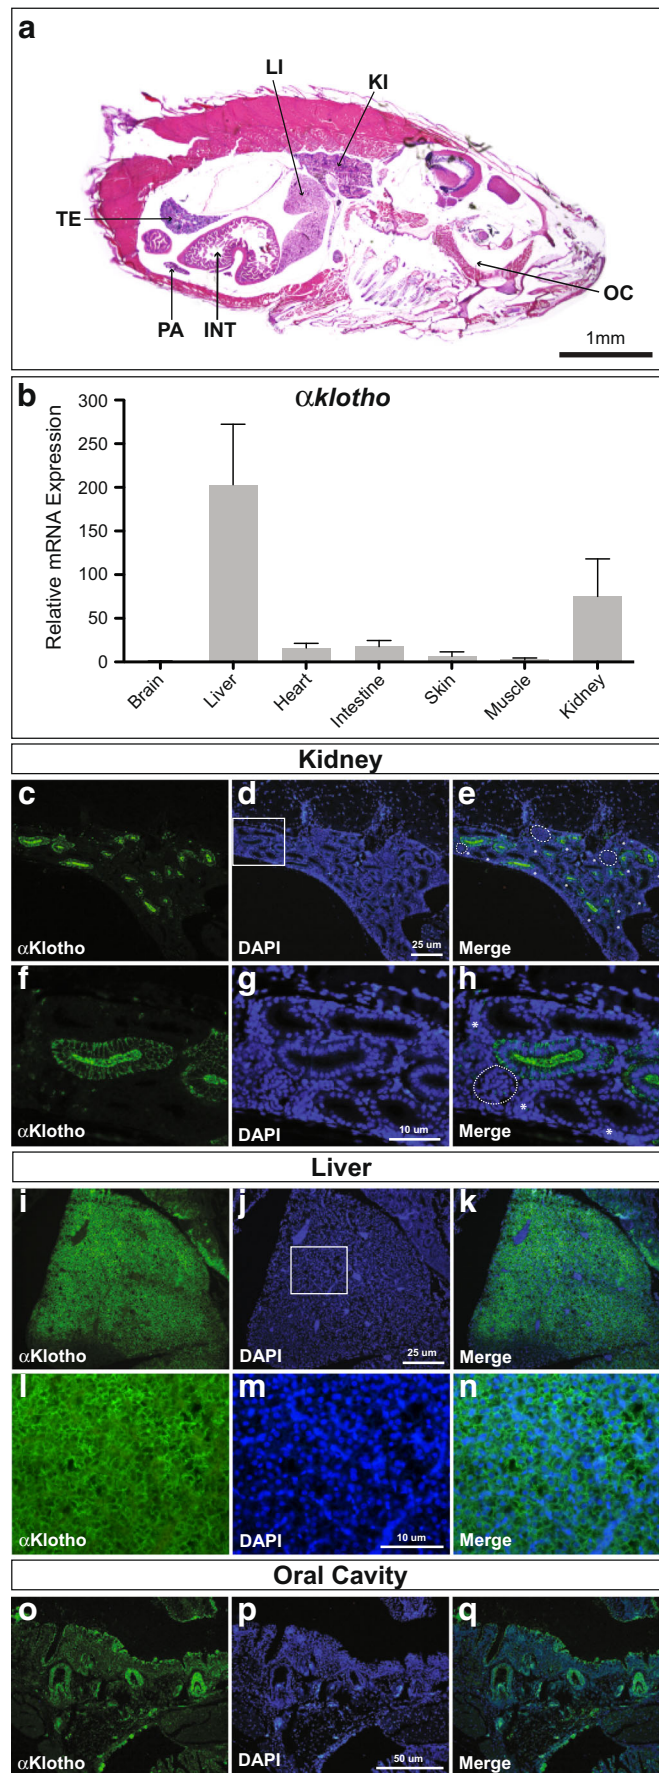 a
LI
KI
TE
PA
INT
OC
1mm
b
αklotho
Relative mRNA Expression
300
250
200
150
100
50
0
Brain
Liver
Heart
Intestine
Skin
Muscle
Kidney
Kidney
c
αKlotho
d
DAPI
25 um
e
Merge
f
αKlotho
g
DAPI
10 um
h
*
*
*
Merge
Liver
i
αKlotho
j
DAPI
25 um
k
Merge
l
αKlotho
m
DAPI
10 um
n
Merge
Oral Cavity
o
αKlotho
p
DAPI
50 um
q
Merge